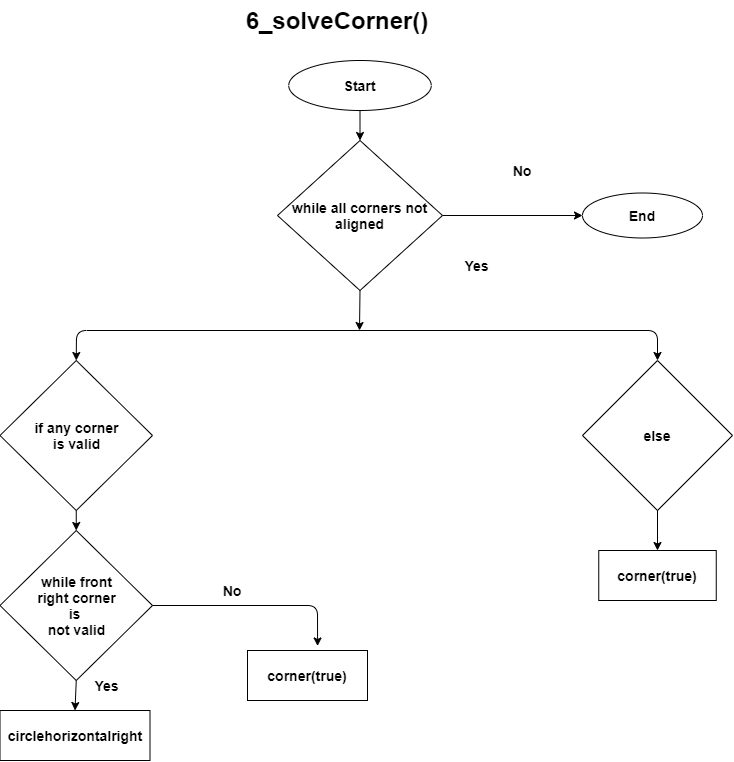 6_solveCorner()
Start
No
while all corners not
aligned
End
Yes
if any corner
is valid
else
while front
right corner
is
not valid
No
corner(true)
corner(true)
Yes
circlehorizontalright